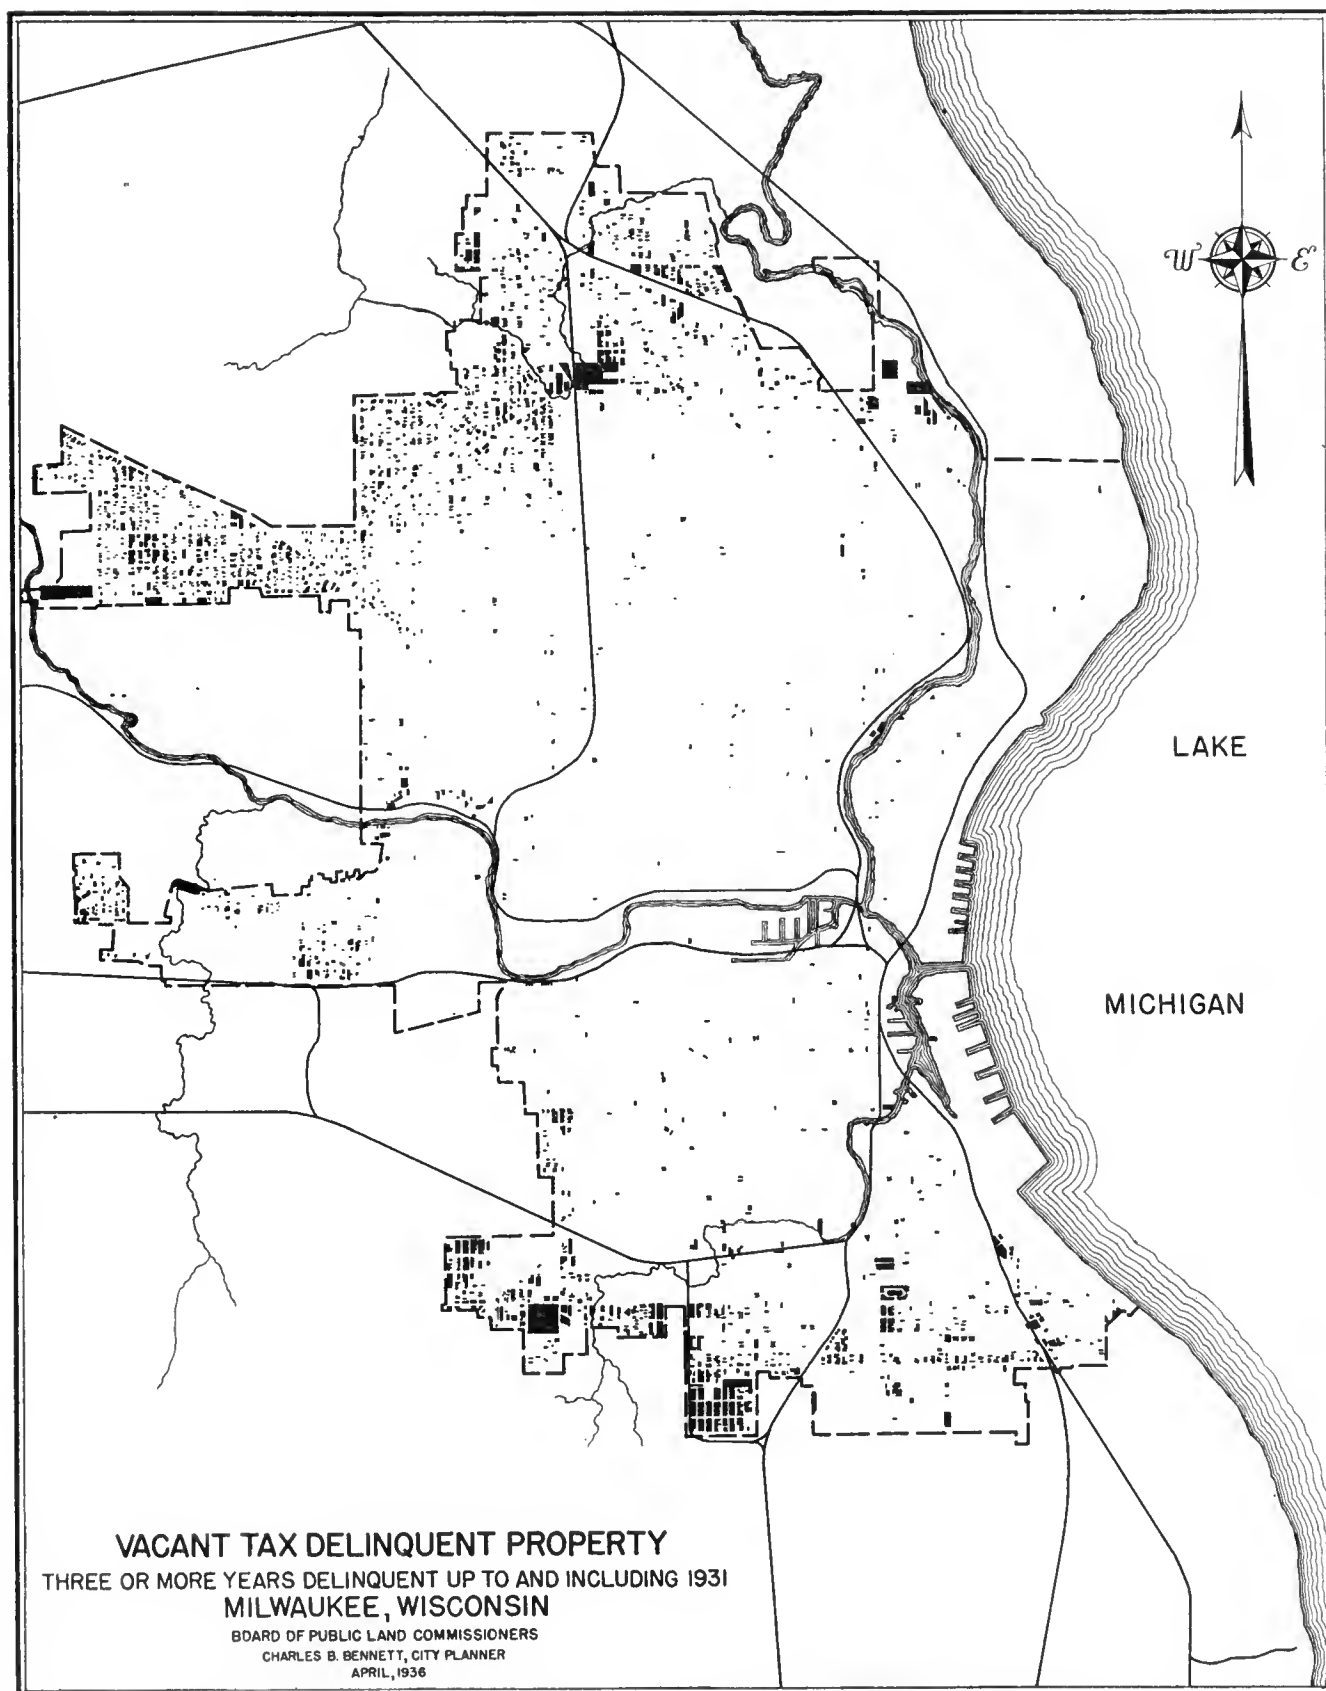 W E
LAKE
MICHIGAN
VACANT TAX DELINQUENT PROPERTY
THREE OR MORE YEARS DELINQUENT UP TO AND INCLUDING 1931
MILWAUKEE, WISCONSIN
BOARD OF PUBLIC LAND COMMISSIONERS
CHARLES B. BENNETT, CITY PLANNER
APRIL, 1936